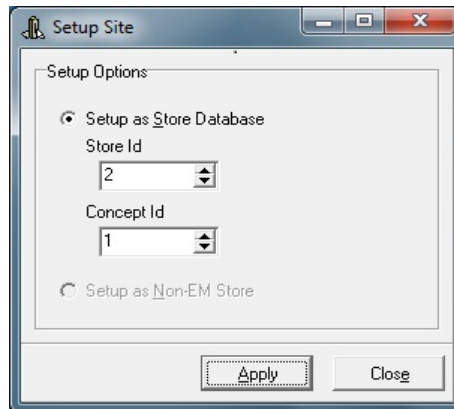 Setup Site
Setup Options
Setup as Store Database
Store Id
2
Concept Id
1
Setup as Non-EM Store
Apply
Close